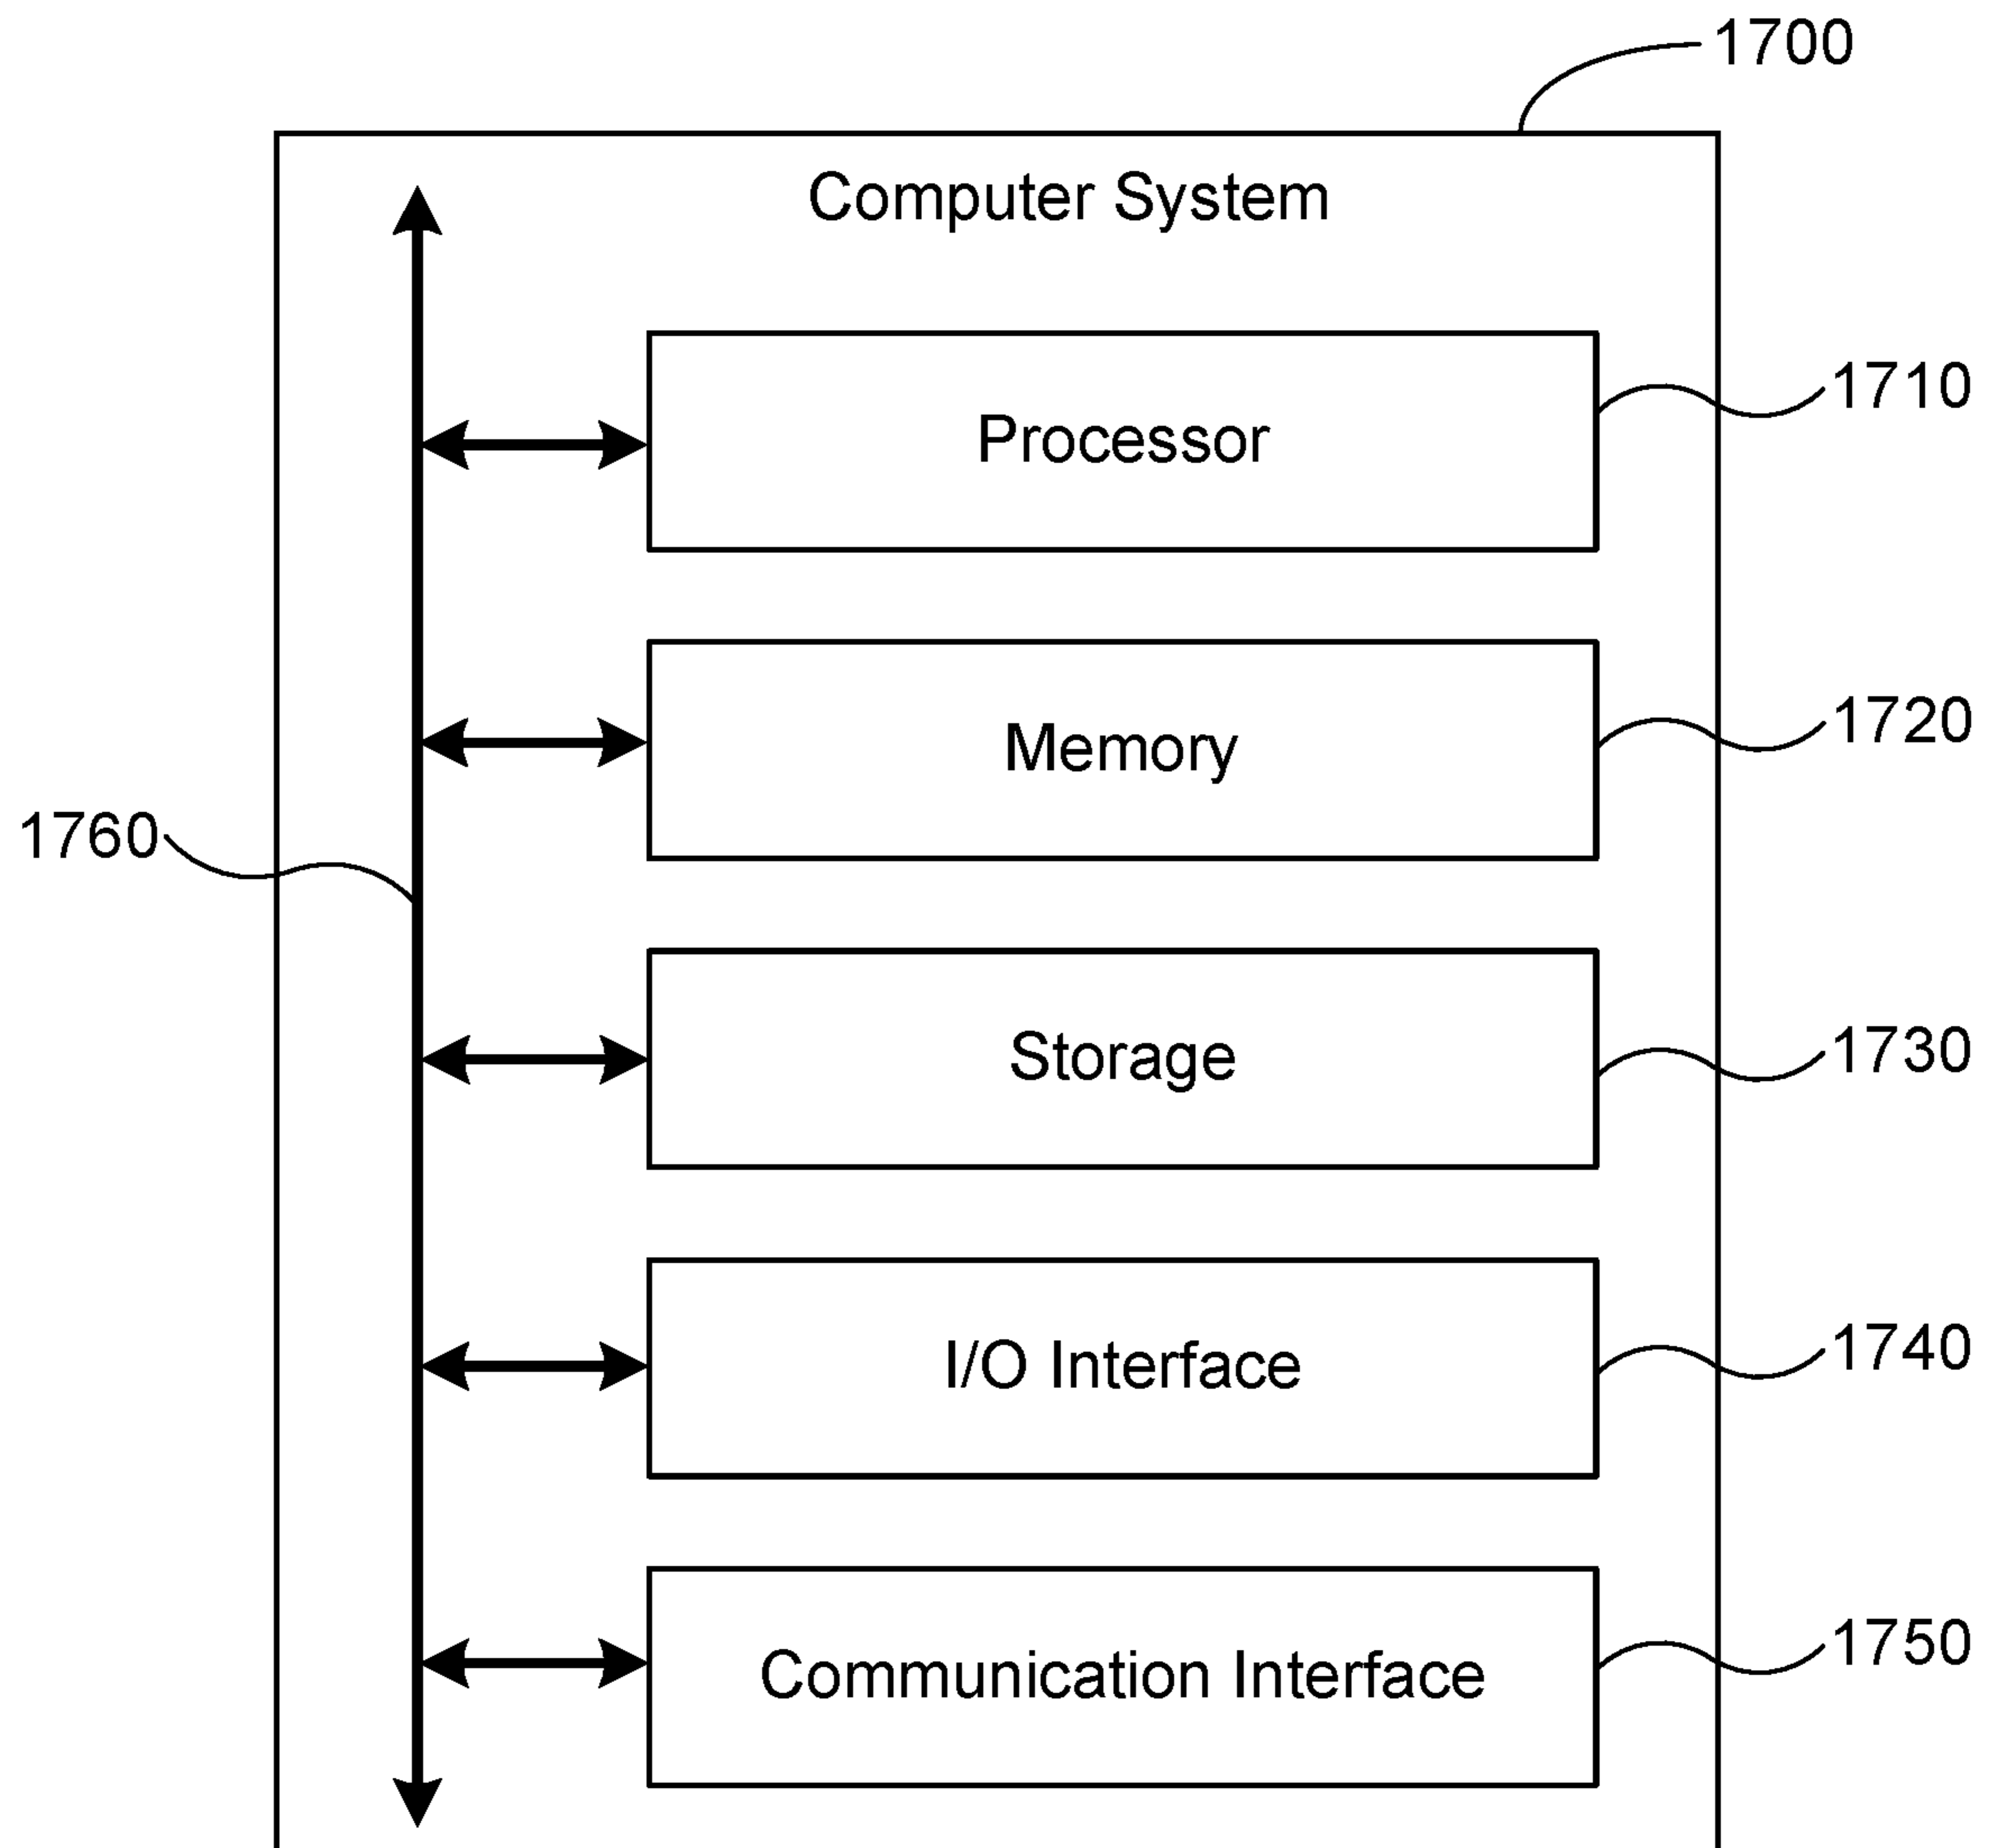 1700
Computer System
1710
Processor
1720
Memory
1760
1730
Storage
1740
I/O Interface
1750
Communication Interface